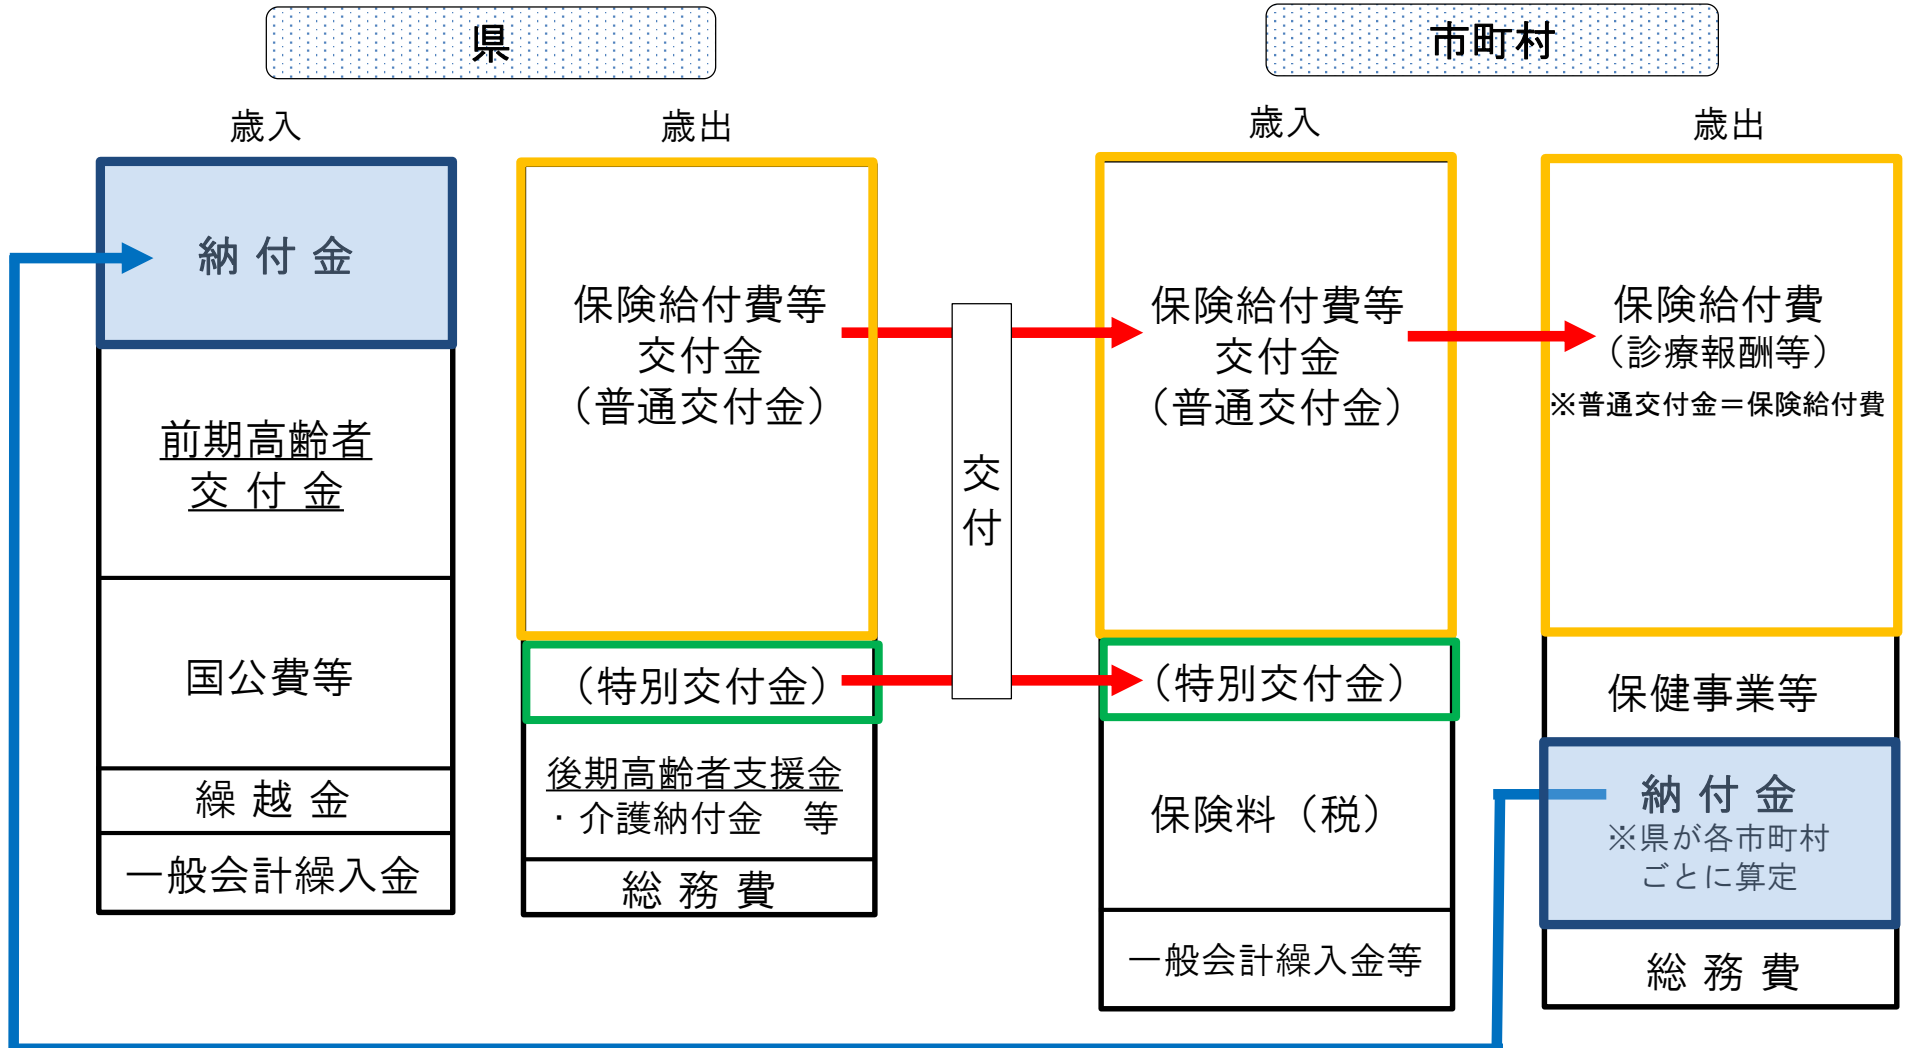 県
市町村
歳入
歳出
歳入
歳出
納付金
前期高齢者
交付金
国公費等
繰越金
一般会計繰入金
保険給付費等
交付金
（普通交付金）
（特別交付金）
後期高齢者支援金
・介護納付金　等
総務費
交
付
保険給付費等
交付金
（普通交付金）
（特別交付金）
保険料（税）
一般会計繰入金等
保険給付費
（診療報酬等）
※普通交付金＝保険給付費
保健事業等
納付金
※県が各市町村
ごとに算定
総務費